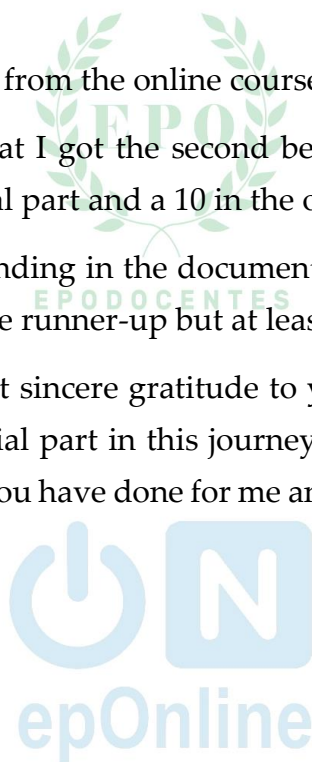 from the online course
at I got the second be
EPO
al part and a 10 in the o
nding in the document
EPODOCENTES
e runner-up but at leas
t sincere gratitude to y
ial part in this journey
ou have done for me an
ON
epOnline